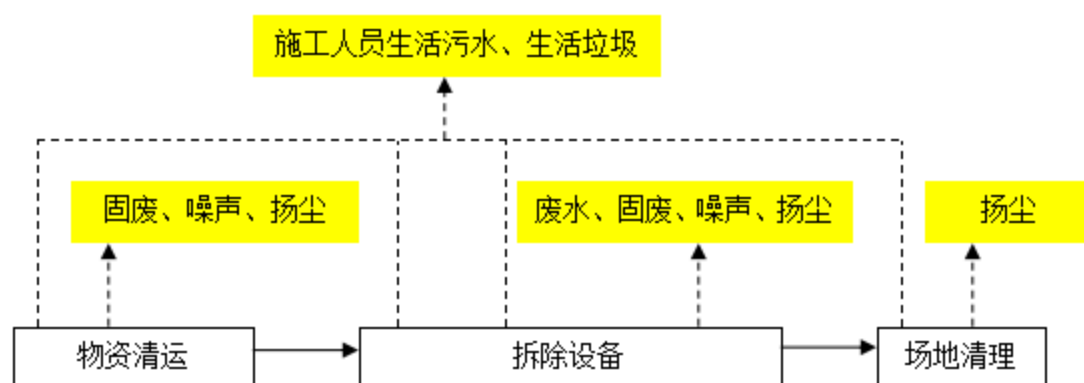 施工人员生活污水、生活垃圾
固废、噪声、扬尘
废水、固废、噪声、扬尘
扬尘
物资清运
拆除设备
场地清理